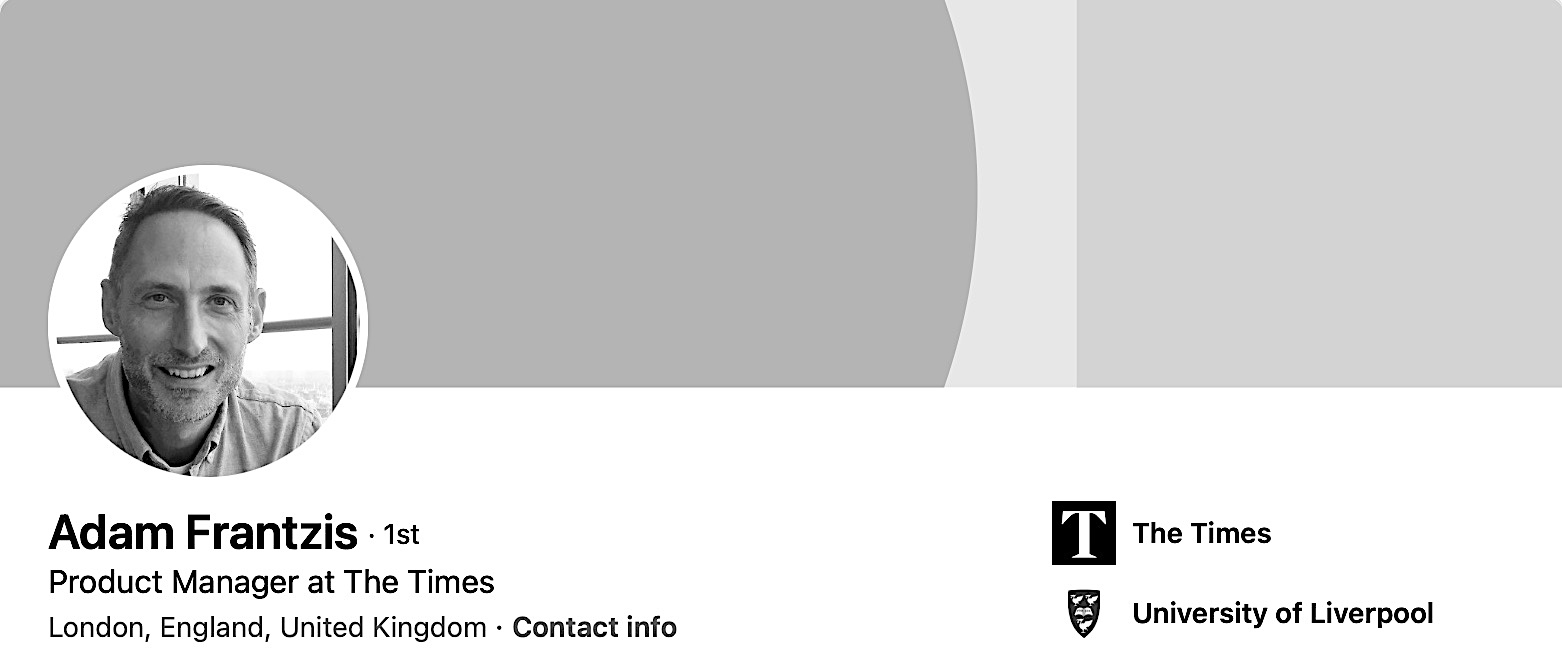 Adam Frantzis · 1st
Product Manager at The Times
London, England, United Kingdom · Contact info
T
The Times
University of Liverpool